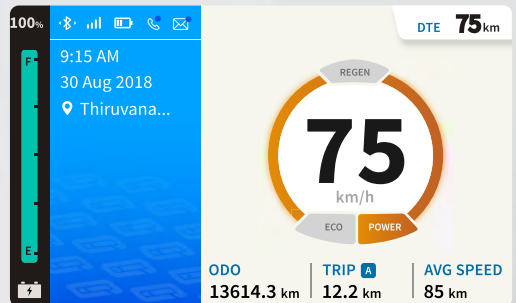 100%
F
E
9:15 AM
30 Aug 2018
Thiruvana...
DTE 75 km
REGEN
75
km/h
ECO POWER
ODO
13614.3 km
TRIP A
12.2 km
AVG SPEED
85 km